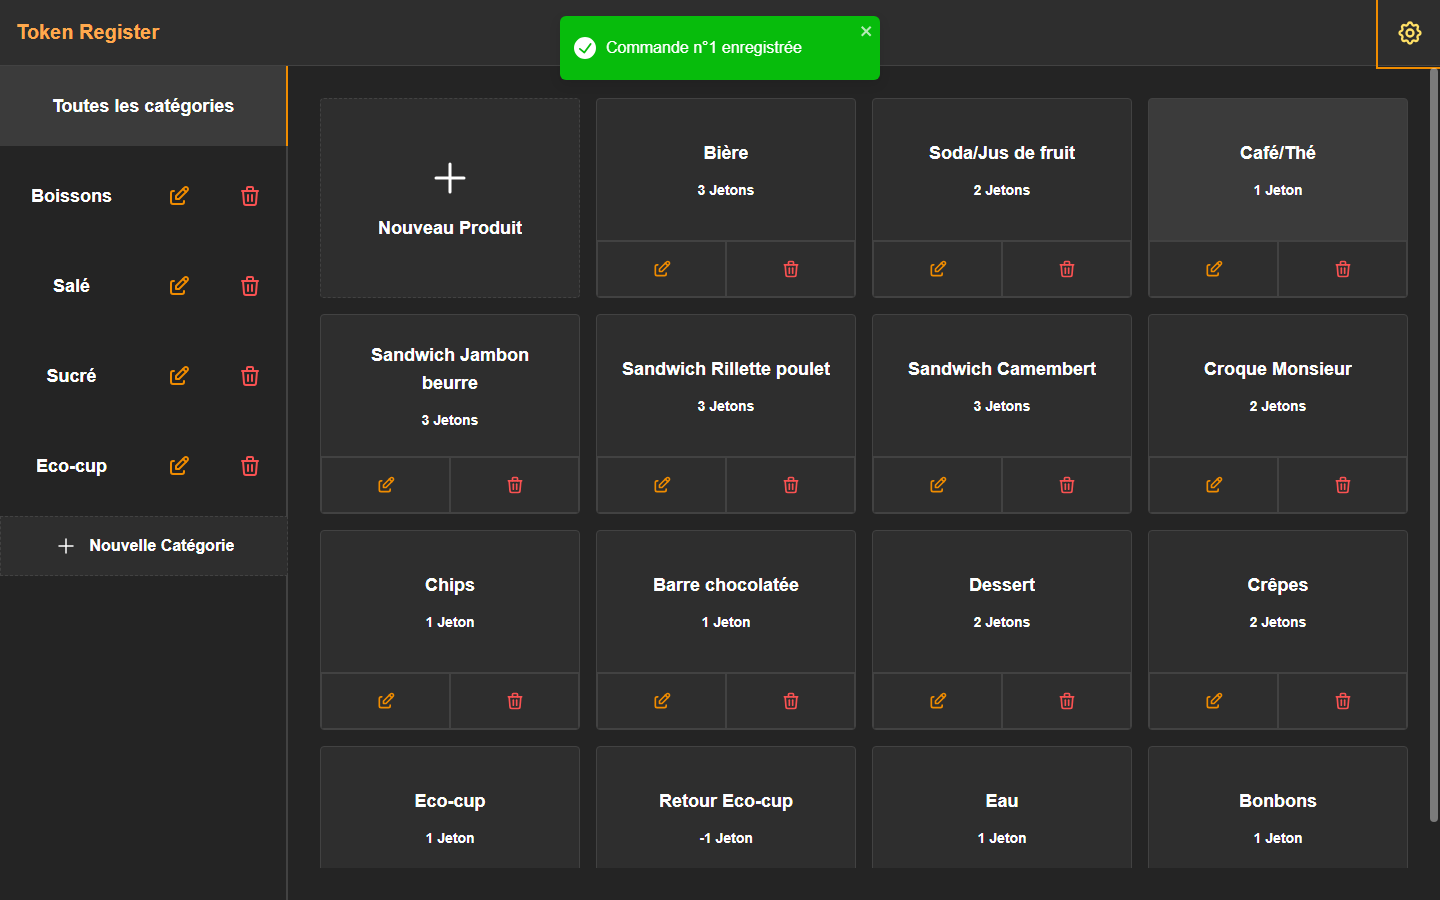 Token Register
Commande n°1 enregistrée
Toutes les catégories
Boissons
Salé
Sucré
Eco-cup
Nouvelle Catégorie
Nouveau Produit
Bière
3 Jetons
Soda/Jus de fruit
2 Jetons
Café/Thé
1 Jeton
Sandwich Jambon
beurre
3 Jetons
Sandwich Rillette poulet
3 Jetons
Sandwich Camembert
3 Jetons
Croque Monsieur
2 Jetons
Chips
1 Jeton
Barre chocolatée
1 Jeton
Dessert
2 Jetons
Crêpes
2 Jetons
Eco-cup
1 Jeton
Retour Eco-cup
-1 Jeton
Eau
1 Jeton
Bonbons
1 Jeton